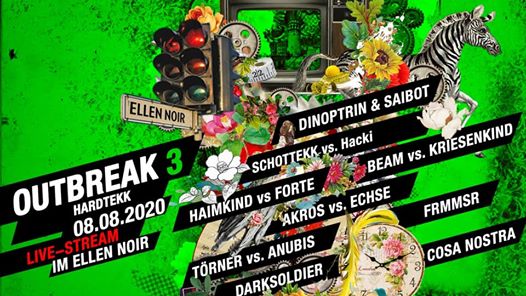 ELLEN NOIR
OUTBREAK 3
HARDTEKK
08.08.2020
LIVE-STREAM
IM ELLEN NOIR
DINOPTRIN & SAIBOT
SCHOTTEKK vs. Hacki
BEAM vs. KRIESENKIND
HAIMKIND vs FORTE
AKROS vs. ECHSE
FRMMSR
TÖRNER vs. ANUBIS
COSA NOSTRA
DARKSOLDIER